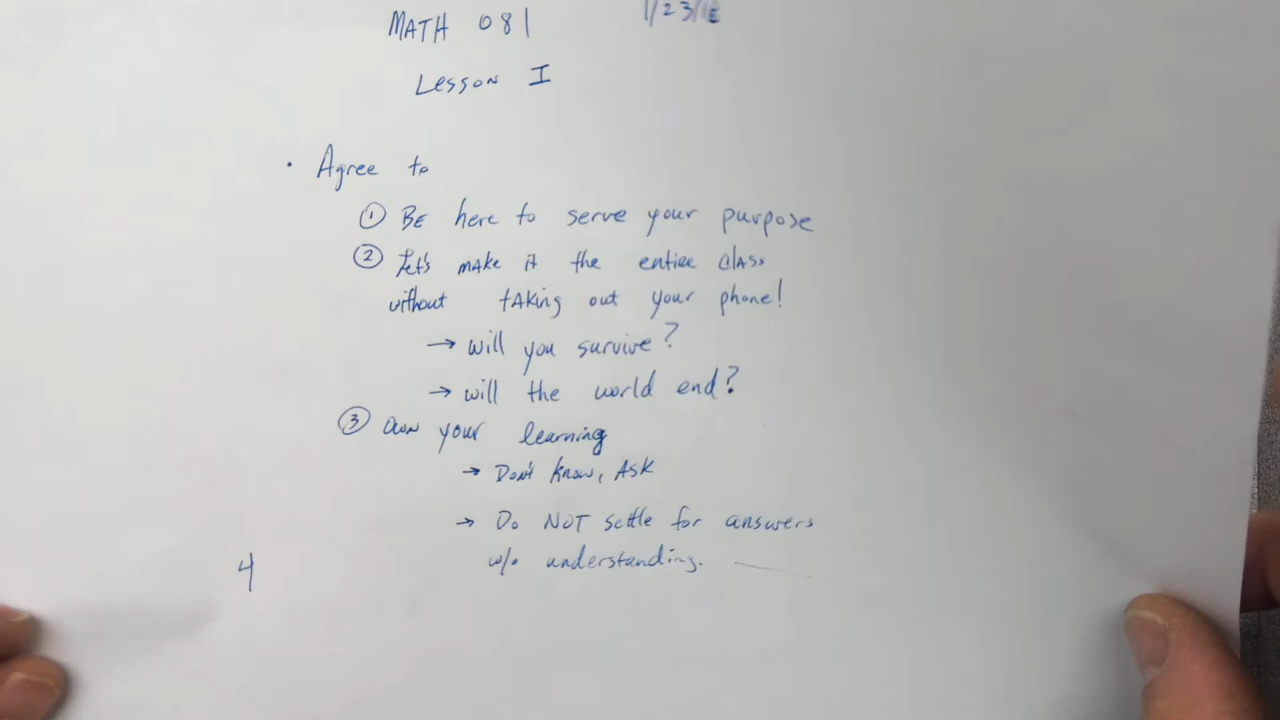 MATH 081
1/23/18
Lesson I
· Agree to
① BE here to serve your purpose
② Let's make it the entire class
without taking out your phone!
→ will you survive?
→ will the world end?
③ Own your learning
→ Don't know, Ask
→ Do NOT settle for answers
w/o understanding.
4